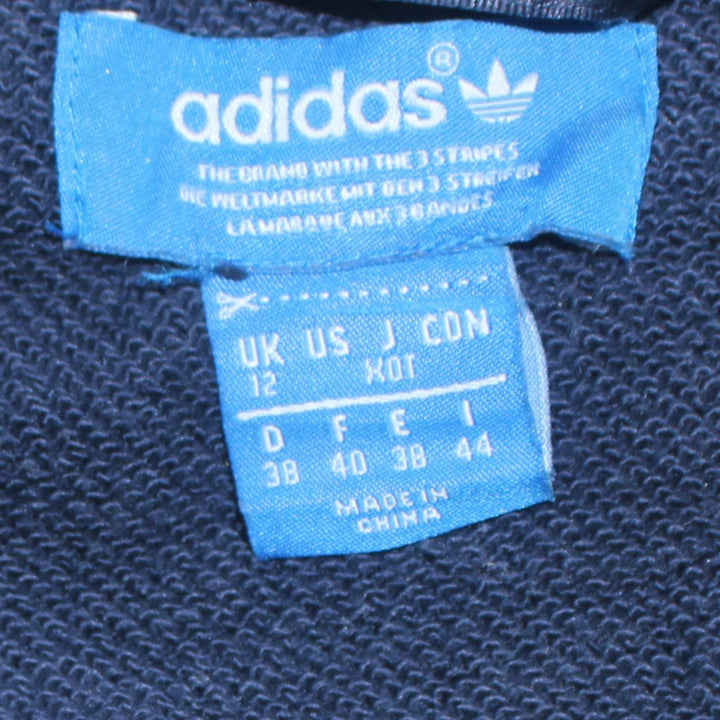 adidas®
THE BRAND WITH THE 3 STRIPES
DIE WELTMARKE MIT DEN 3 STREIFEN
LA MARQUE AUX 3 BANDES
UK US J CDN
12 XOT
D F E I
38 40 38 44
MADE IN
CHINA